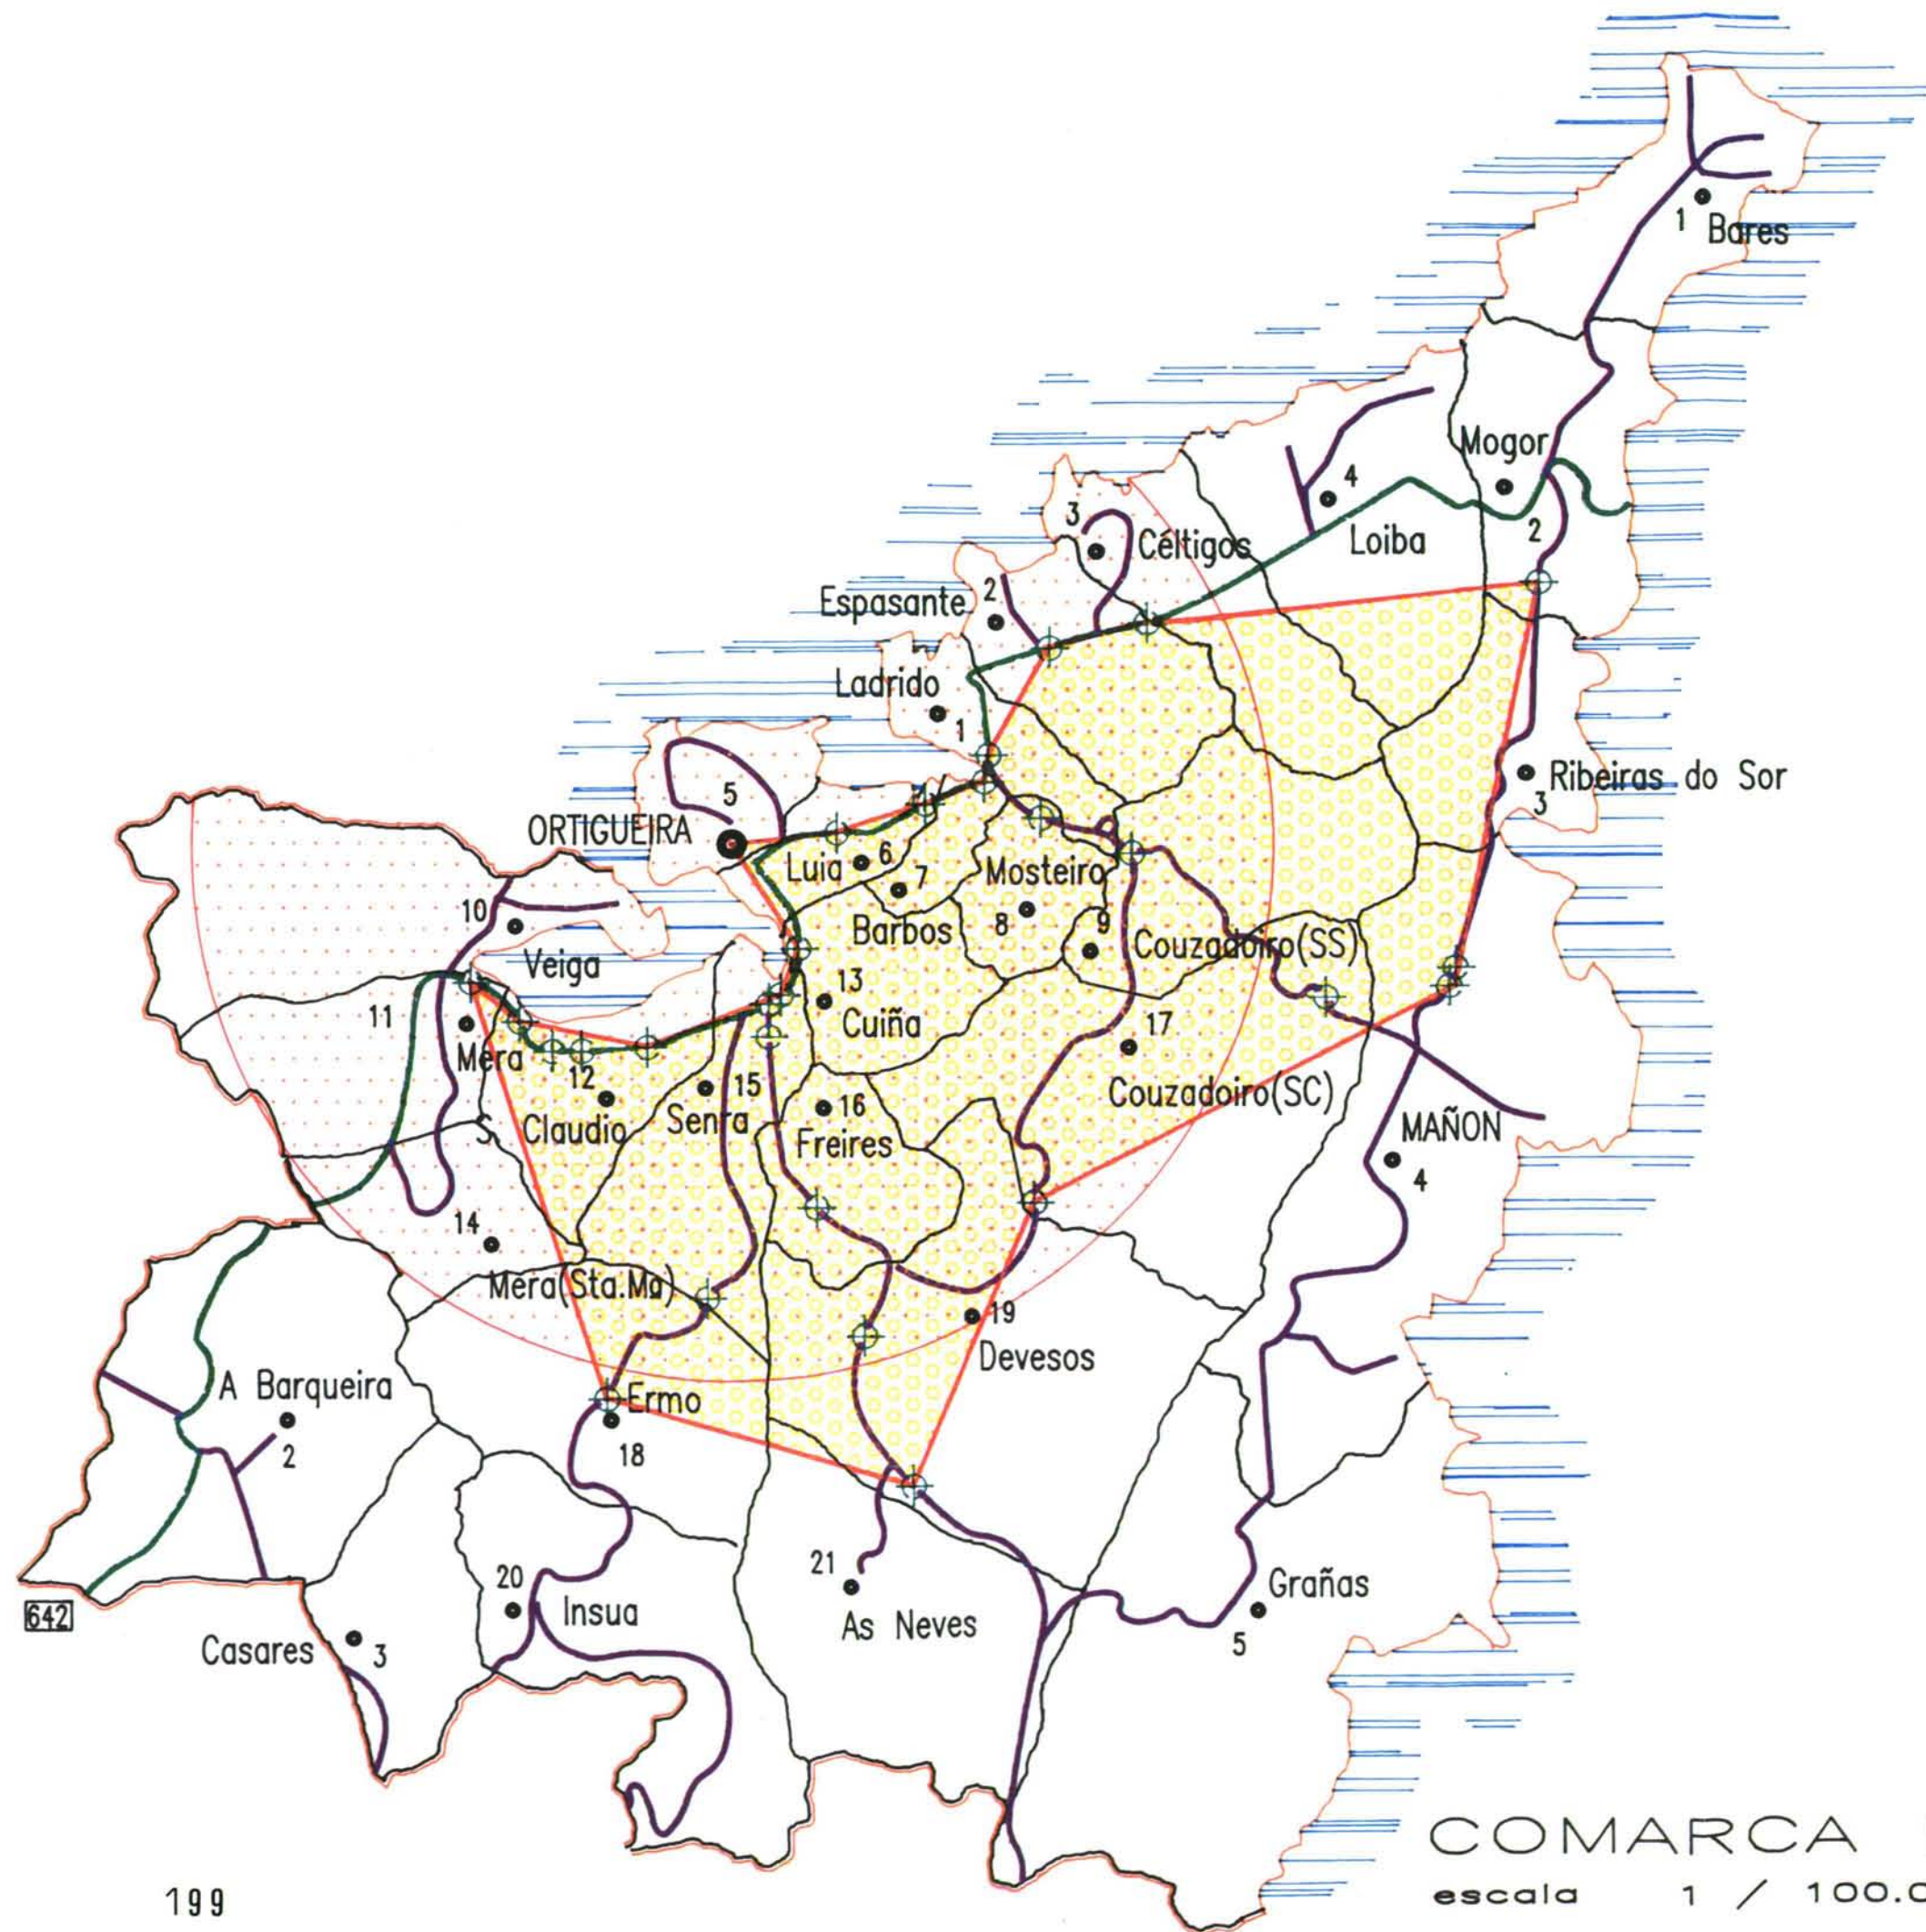 1
Bares
Mogor
4
3
Céltigos
Loiba
2
Espasante 2
Ladrido
1
Ribeiras do Sor
3
5
ORTIGUEIRA
Luia 6
7
Mosteiro
Barbos
8
9
10
Veiga
Couzadoiro(SS)
13
Cuiña
11
17
Mera
12
15
S. Claudio
Senra
16
Freires
Couzadoiro(SC)
MAÑON
4
14
Mera(Sta.Ma)
19
Devesos
A Barqueira
2
Ermo
18
20
Insua
21
As Neves
Grañas
5
642
Casares
3
COMARCA
escala 1 / 100.0
199